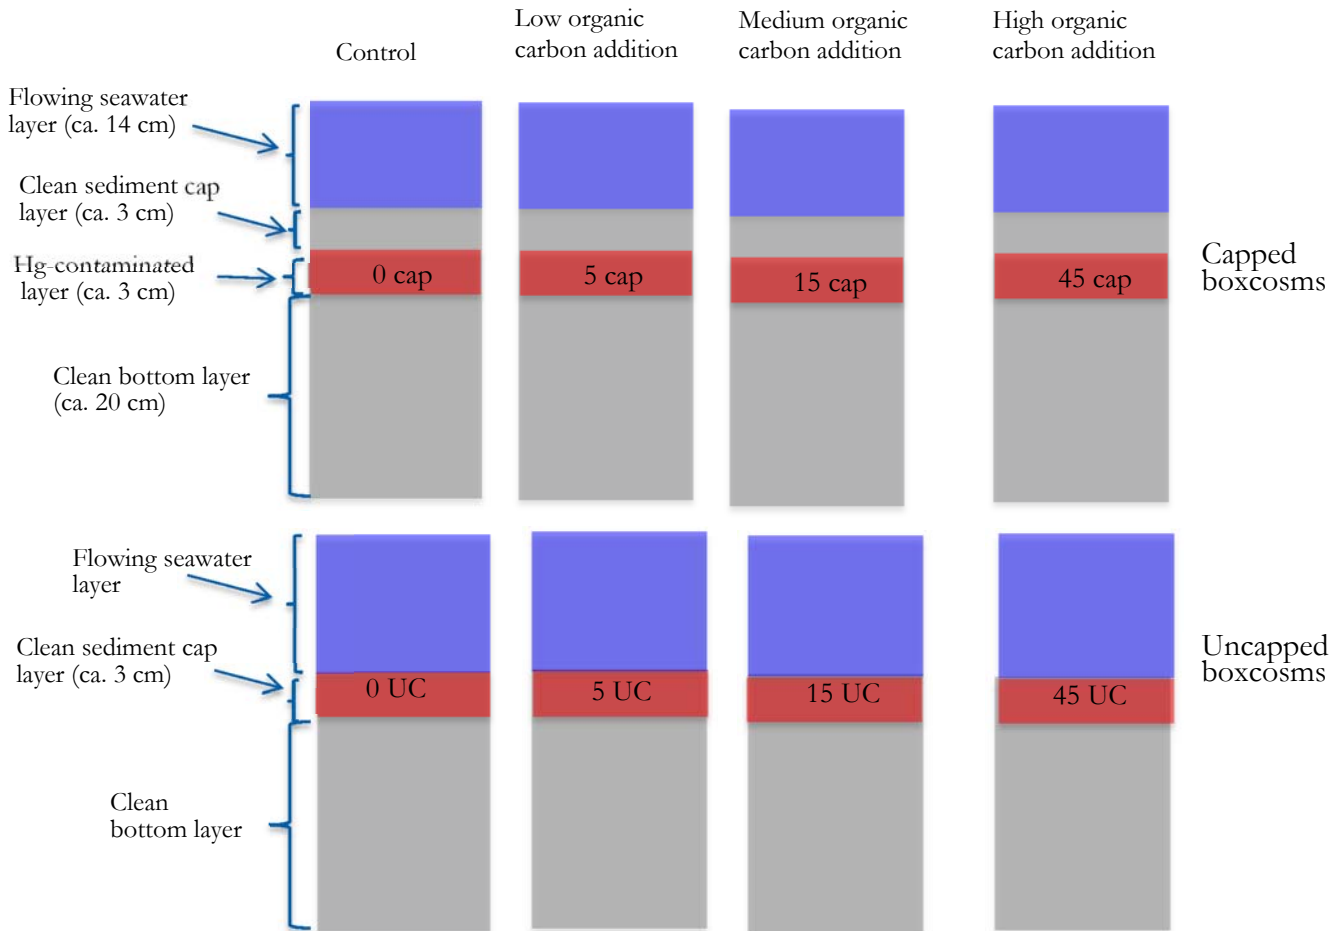 Control
Low organic
carbon addition
Medium organic
carbon addition
High organic
carbon addition
Flowing seawater
layer (ca. 14 cm)
Clean sediment cap
layer (ca. 3 cm)
Hg-contaminated
layer (ca. 3 cm)
Clean bottom layer
(ca. 20 cm)
0 cap
5 cap
15 cap
45 cap
Capped
boxcosms
Flowing seawater
layer
Clean sediment cap
layer (ca. 3 cm)
Clean
bottom layer
0 UC
5 UC
15 UC
45 UC
Uncapped
boxcosms